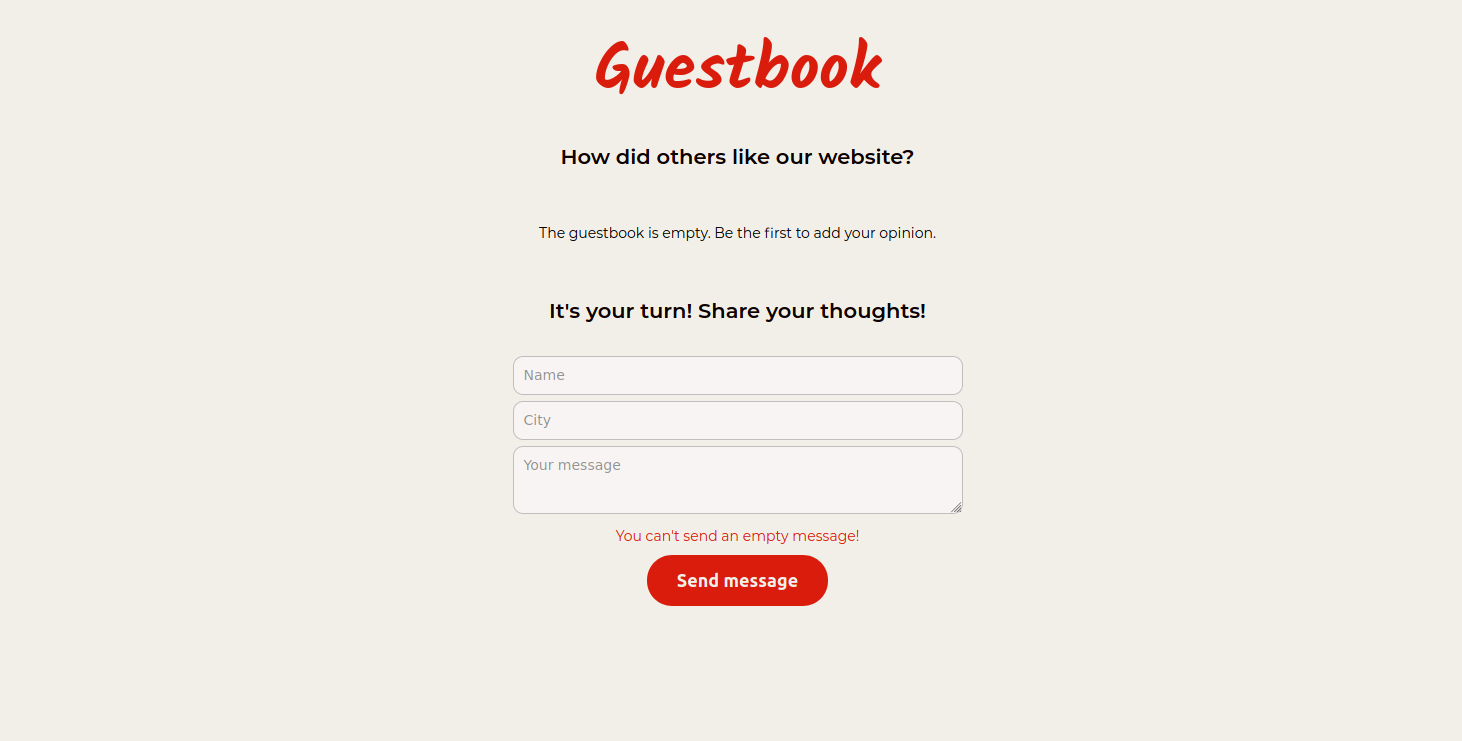 Guestbook
How did others like our website?
The guestbook is empty. Be the first to add your opinion.
It's your turn! Share your thoughts!
Name
City
Your message
You can't send an empty message!
Send message